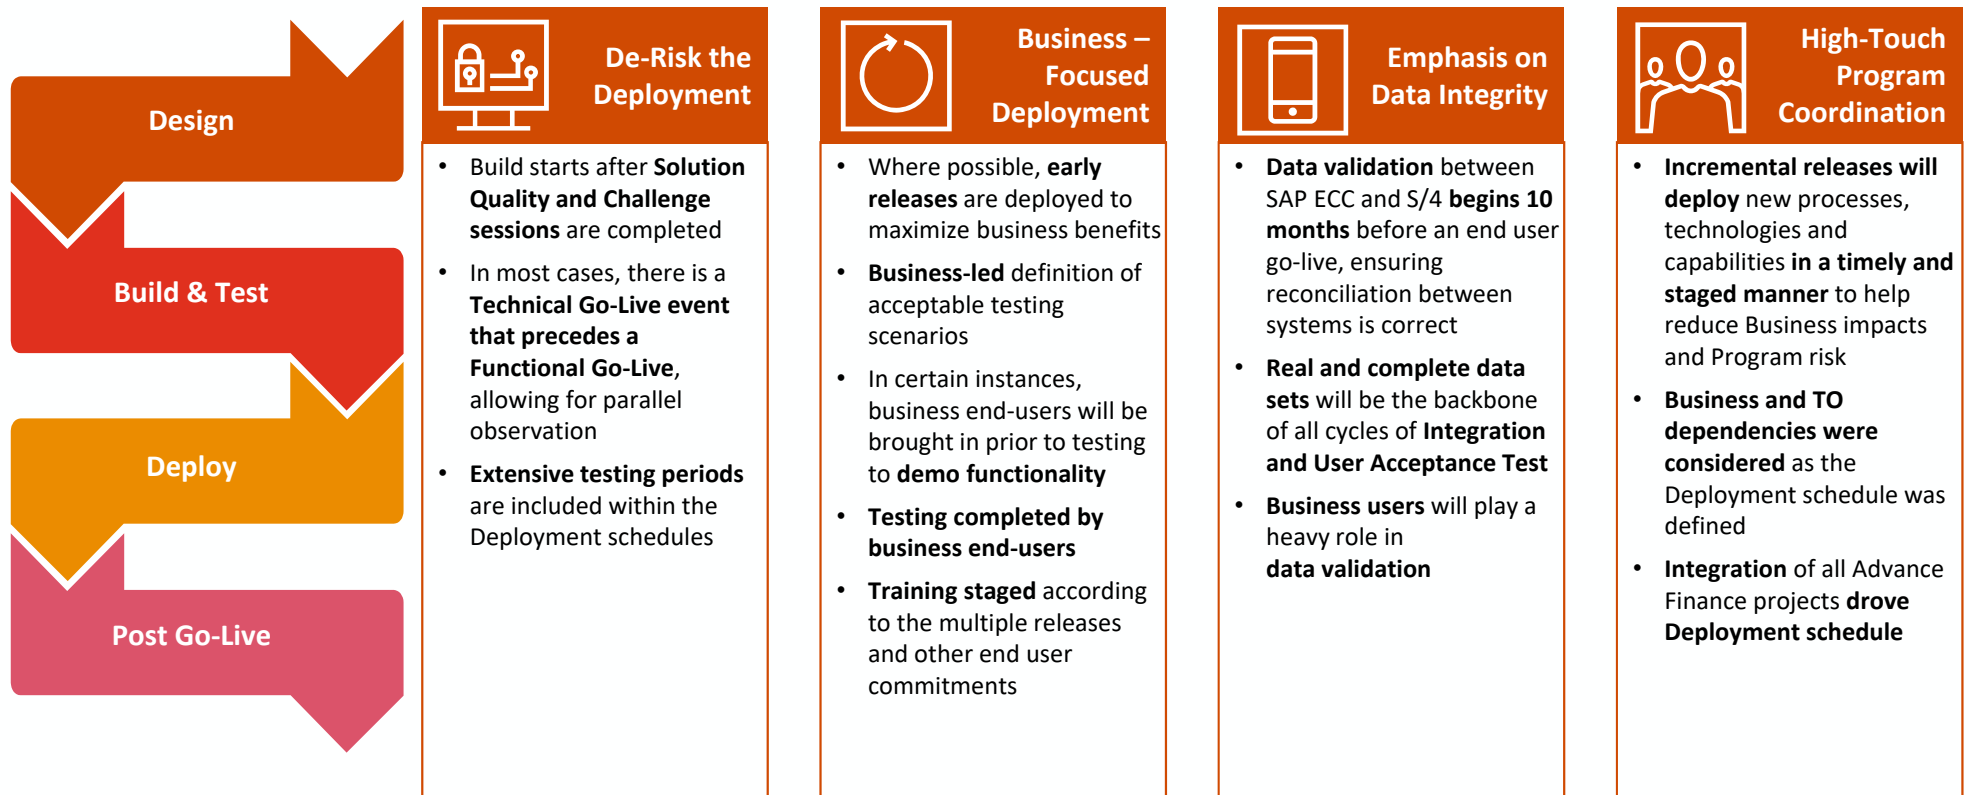 Design
Build & Test
Deploy
Post Go-Live
De-Risk the
Deployment
• Build starts after Solution
Quality and Challenge
sessions are completed
• In most cases, there is a
Technical Go-Live event
that precedes a
Functional Go-Live,
allowing for parallel
observation
• Extensive testing periods
are included within the
Deployment schedules
Business –
Focused
Deployment
• Where possible, early
releases are deployed to
maximize business benefits
• Business-led definition of
acceptable testing
scenarios
• In certain instances,
business end-users will be
brought in prior to testing
to demo functionality
• Testing completed by
business end-users
• Training staged according
to the multiple releases
and other end user
commitments
Emphasis on
Data Integrity
• Data validation between
SAP ECC and S/4 begins 10
months before an end user
go-live, ensuring
reconciliation between
systems is correct
• Real and complete data
sets will be the backbone
of all cycles of Integration
and User Acceptance Test
• Business users will play a
heavy role in
data validation
High-Touch
Program
Coordination
• Incremental releases will
deploy new processes,
technologies and
capabilities in a timely and
staged manner to help
reduce Business impacts
and Program risk
• Business and TO
dependencies were
considered as the
Deployment schedule was
defined
• Integration of all Advance
Finance projects drove
Deployment schedule